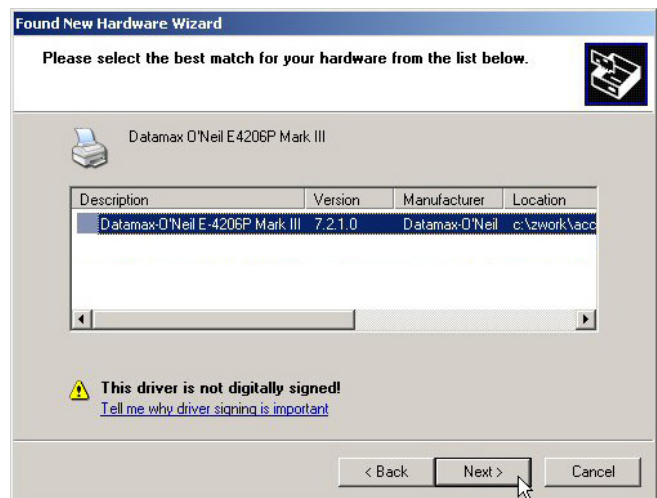 Found New Hardware Wizard
Please select the best match for your hardware from the list below.
Datamax O'Neil E4206P Mark III
Description Version Manufacturer Location
Datamax-O'Neil E-4206P Mark III 7.2.1.0 Datamax-O'Neil c:\zwork\acc
This driver is not digitally signed!
Tell me why driver signing is important
< Back Next > Cancel